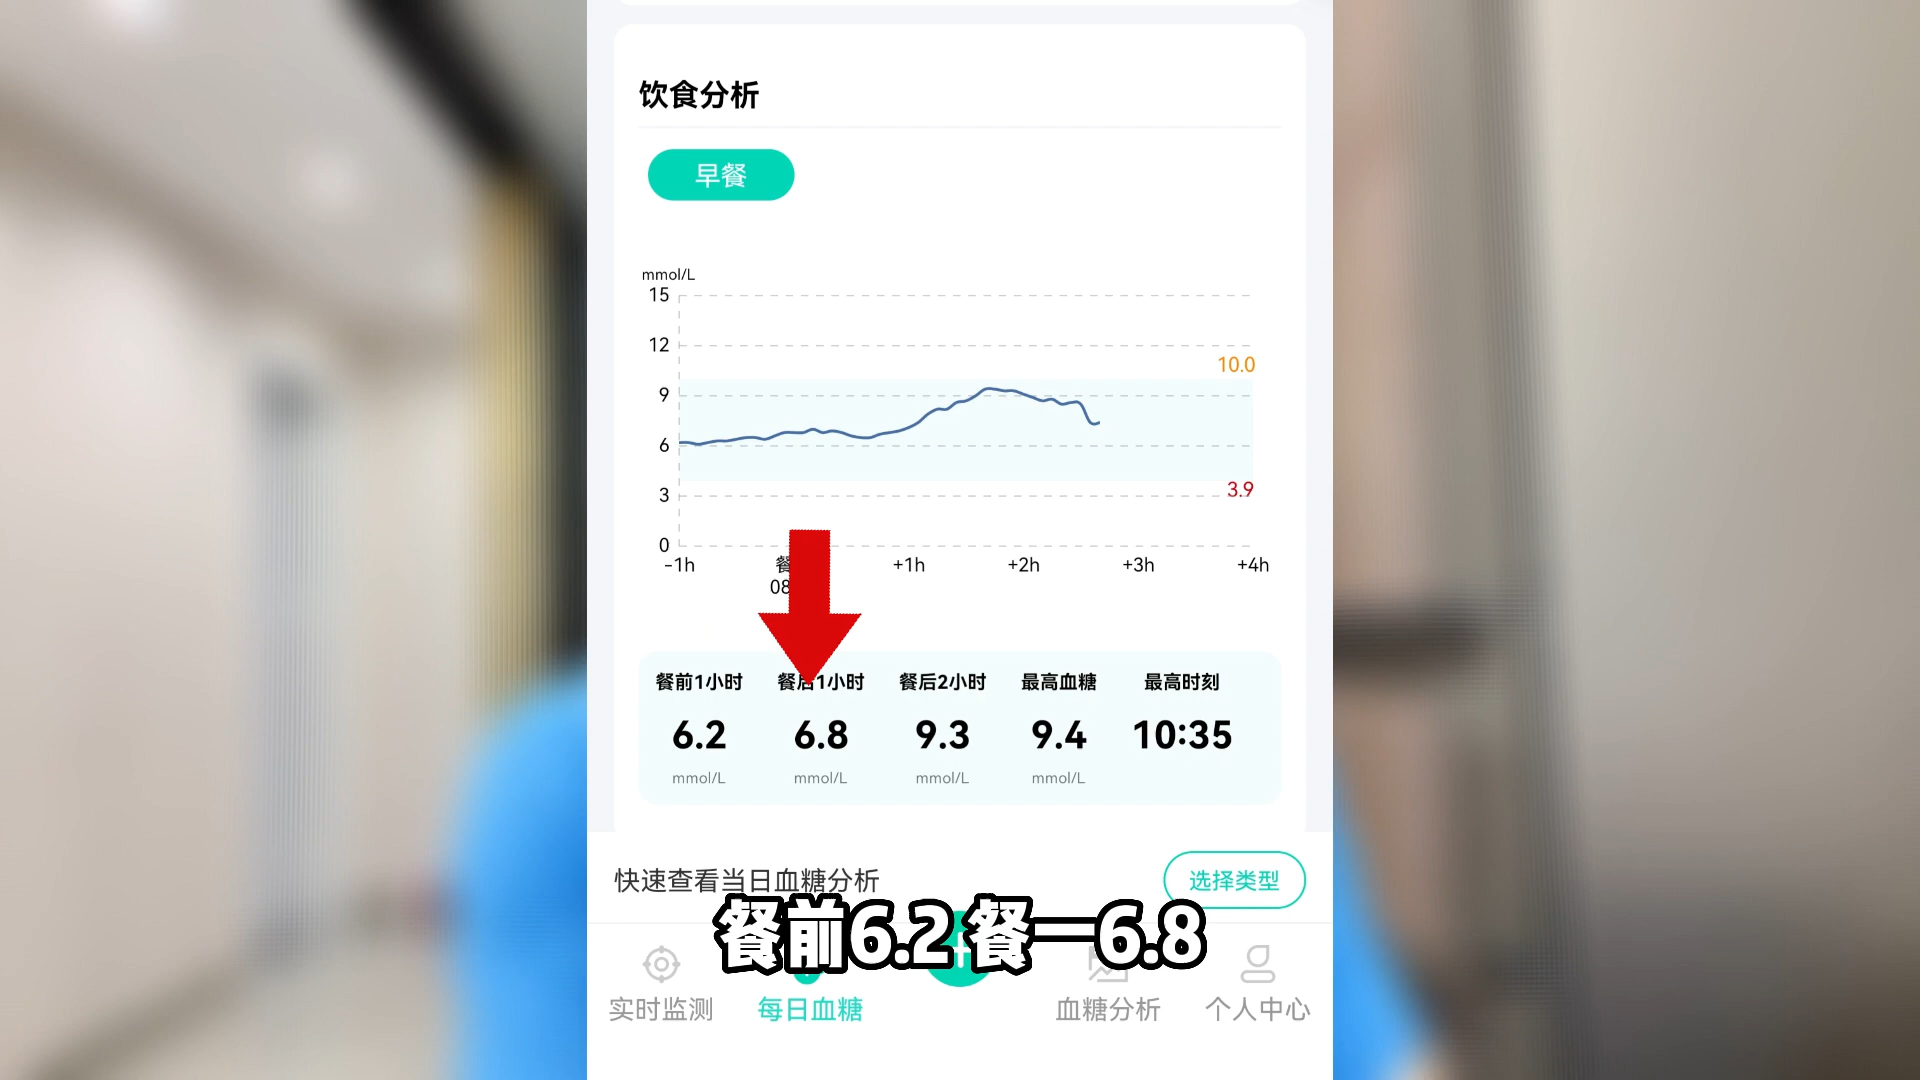 饮食分析
早餐
mmol/L
15
12
10.0
9
6
3.9
3
0
-1h
+1h
+2h
+3h
+4h
08
餐前1小时 餐后1小时 餐后2小时 最高血糖 最高时刻
6.2 6.8 9.3 9.4 10:35
mmol/L mmol/L mmol/L mmol/L
快速查看当日血糖分析 选择类型
餐前6.2 餐一6.8
实时监测 每日血糖 血糖分析 个人中心